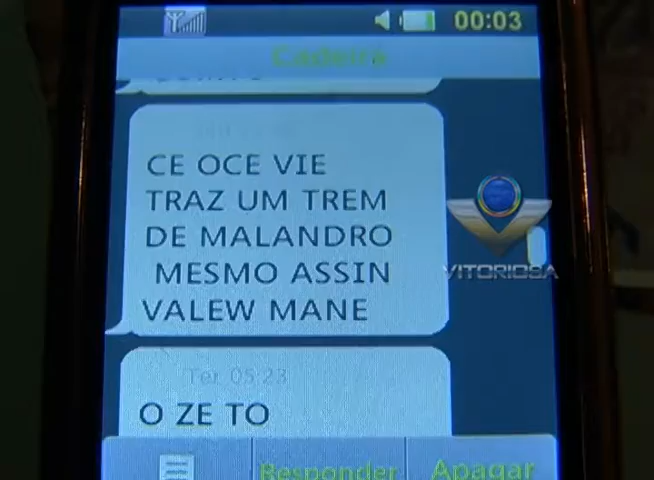 00:03
Cadeira
CE OCE VIE
TRAZ UM TREM
DE MALANDRO
MESMO ASSIN
VALEW MANE
VITORIOSA
Ter 05:23
O ZE TO
Responder Apagar